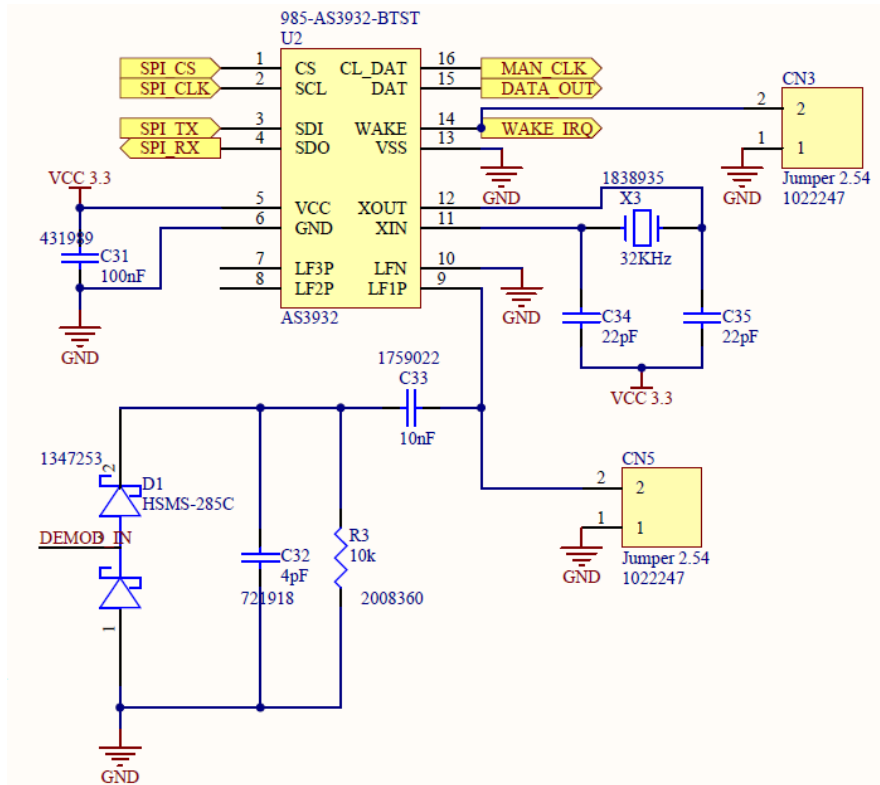 985-AS3932-BTST
U2
SPI_CS
1
CS
CL_DAT
16
MAN_CLK
SPI_CLK
2
SCL
DAT
15
DATA_OUT
SPI_TX
3
SDI
WAKE
14
WAKE_IRQ
SPI_RX
4
SDO
VSS
13
GND
CN3
2
2
1
1
GND
Jumper 2.54
1022247
VCC 3.3
5
VCC
XOUT
12
6
GND
XIN
11
1838935
X3
32KHz
431989
C31
100nF
GND
7
LF3P
LFN
10
8
LF2P
LF1P
9
GND
AS3932
C34
22pF
C35
22pF
VCC 3.3
1759022
C33
10nF
1347253
2
D1
HSMS-285C
DEMOD_IN
3
1
C32
4pF
721918
R3
10k
2008360
GND
CN5
2
2
1
1
GND
Jumper 2.54
1022247